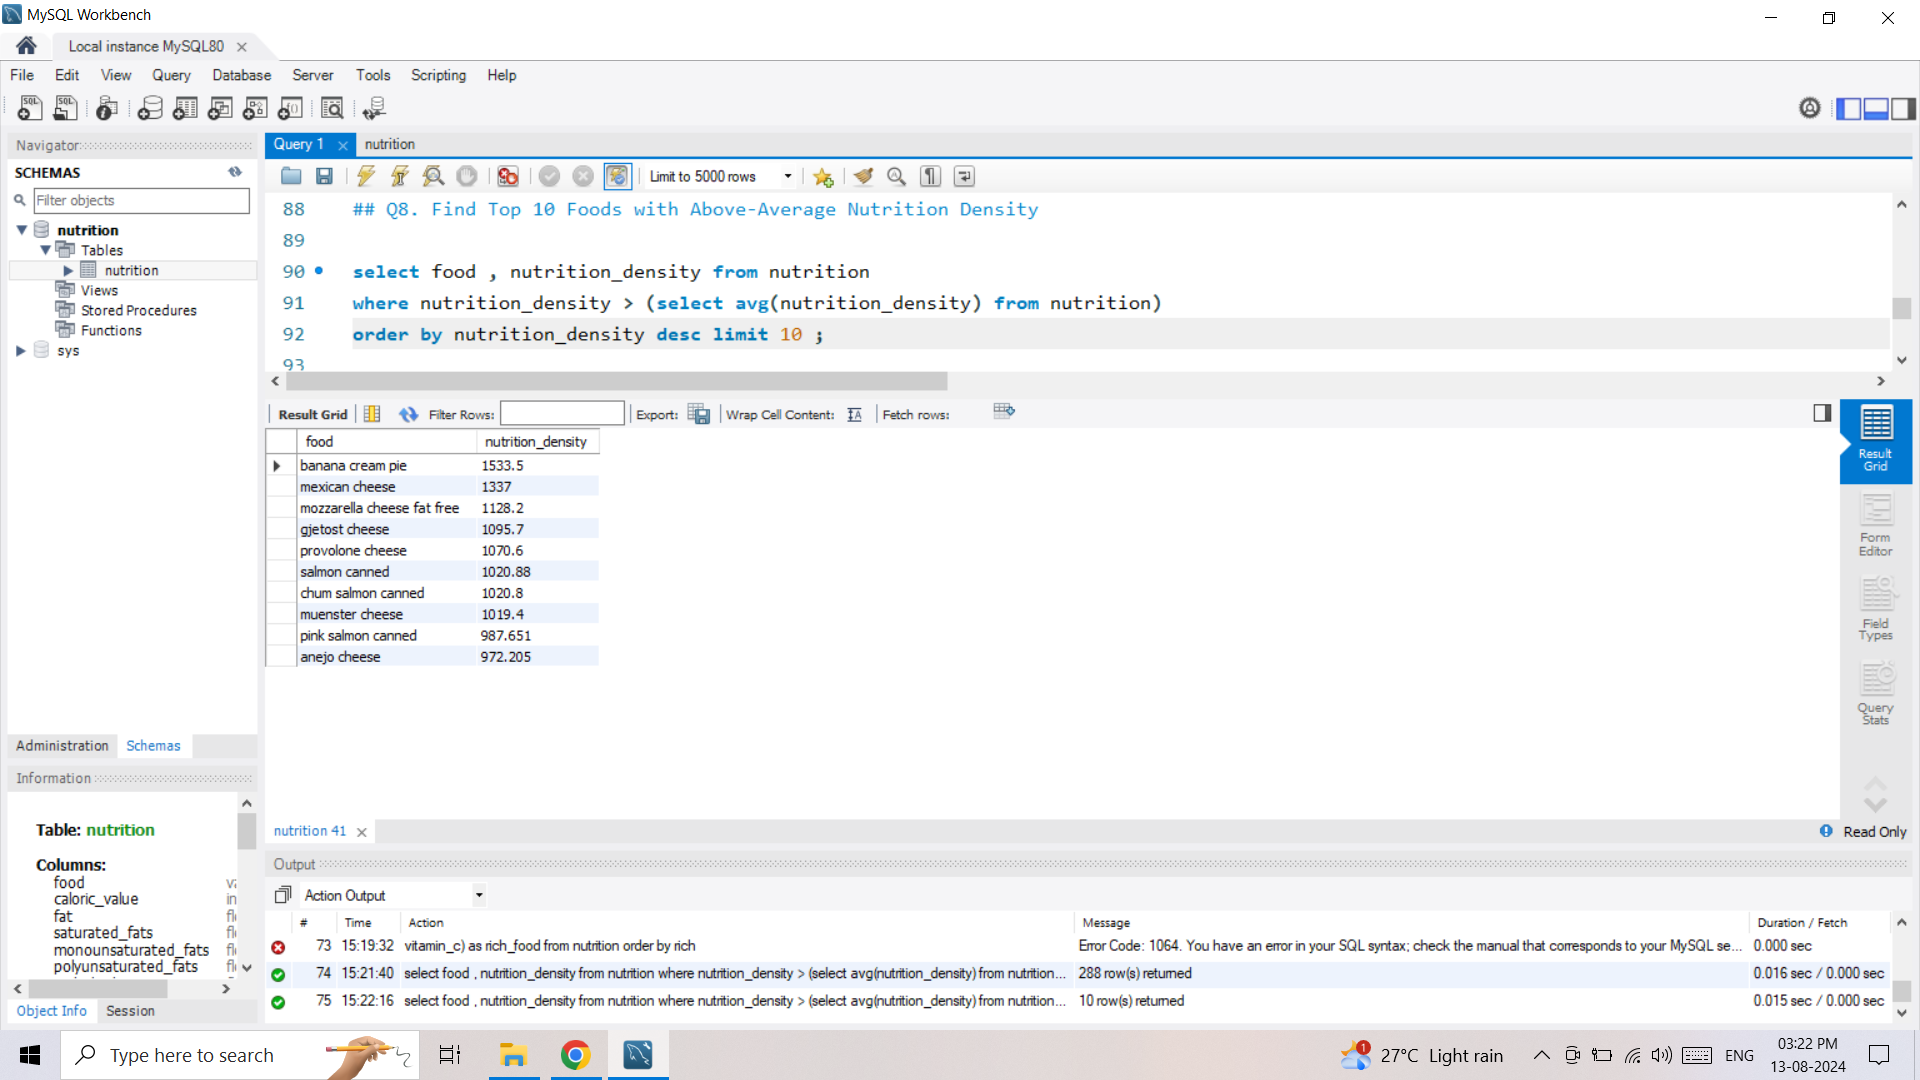 MySQL Workbench
Local instance MySQL80
File Edit View Query Database Server Tools Scripting Help
Navigator
SCHEMAS
Filter objects
nutrition
Tables
nutrition
Views
Stored Procedures
Functions
sys
Administration Schemas
Information
Table: nutrition
Columns:
food
caloric_value
fat
saturated_fats
monounsaturated_fats
polyunsaturated_fats
Object Info Session
Query 1 nutrition
Limit to 5000 rows
88 ## Q8. Find Top 10 Foods with Above-Average Nutrition Density
89
90 select food , nutrition_density from nutrition
91 where nutrition_density > (select avg(nutrition_density) from nutrition)
92 order by nutrition_density desc limit 10 ;
93
Result Grid Filter Rows: Export: Wrap Cell Content: Fetch rows:
food nutrition_density
banana cream pie 1533.5
mexican cheese 1337
mozzarella cheese fat free 1128.2
gjetost cheese 1095.7
provolone cheese 1070.6
salmon canned 1020.88
chum salmon canned 1020.8
muenster cheese 1019.4
pink salmon canned 987.651
anejo cheese 972.205
Result Grid
Form Editor
Field Types
Query Stats
nutrition 41
Read Only
Output
Action Output
# Time Action Message Duration / Fetch
73 15:19:32 vitamin_c) as rich_food from nutrition order by rich Error Code: 1064. You have an error in your SQL syntax; check the manual that corresponds to your MySQL se... 0.000 sec
74 15:21:40 select food , nutrition_density from nutrition where nutrition_density > (select avg(nutrition_density) from nutrition... 288 row(s) returned 0.016 sec / 0.000 sec
75 15:22:16 select food , nutrition_density from nutrition where nutrition_density > (select avg(nutrition_density) from nutrition... 10 row(s) returned 0.015 sec / 0.000 sec
Type here to search
1
27°C Light rain
ENG
03:22 PM
13-08-2024